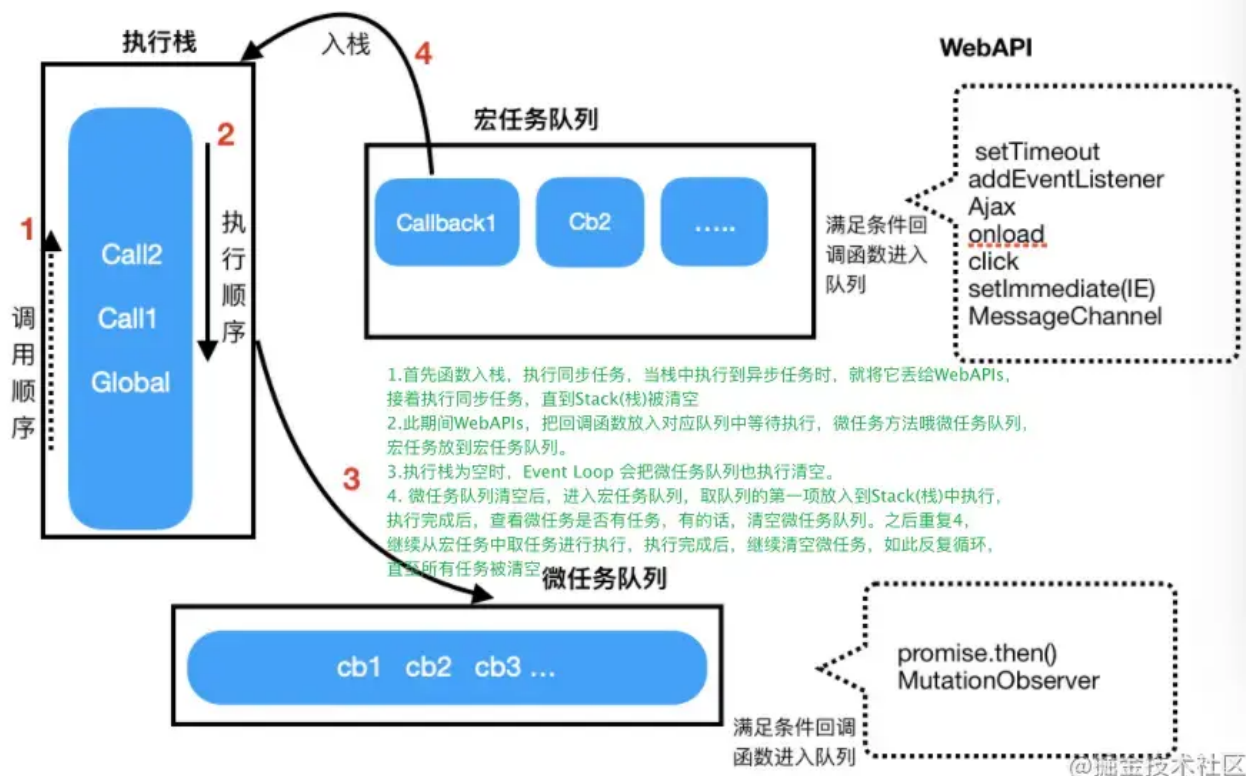 执行栈
入栈
4
WebAPI
宏任务队列
2
1
调用顺序
执行顺序
Call2
Call1
Global
Callback1
Cb2
.....
满足条件回
调函数进入
队列
setTimeout
addEventListener
Ajax
onload
click
setImmediate(IE)
MessageChannel
1.首先函数入栈，执行同步任务，当栈中执行到异步任务时，就将它丢给WebAPIs，
接着执行同步任务，直到Stack(栈)被清空
2.此期间WebAPIs，把回调函数放入对应队列中等待执行，微任务方法哦微任务队列，
宏任务放到宏任务队列。
3.执行栈为空时，Event Loop 会把微任务队列也执行清空。
4. 微任务队列清空后，进入宏任务队列，取队列的第一项放入到Stack(栈)中执行，
执行完成后，查看微任务是否有任务，有的话，清空微任务队列。之后重复4，
继续从宏任务中取任务进行执行，执行完成后，继续清空微任务，如此反复循环，
直至所有任务被清空
3
微任务队列
cb1 cb2 cb3 ...
满足条件回调
函数进入队列
promise.then()
MutationObserver
@掘金技术社区